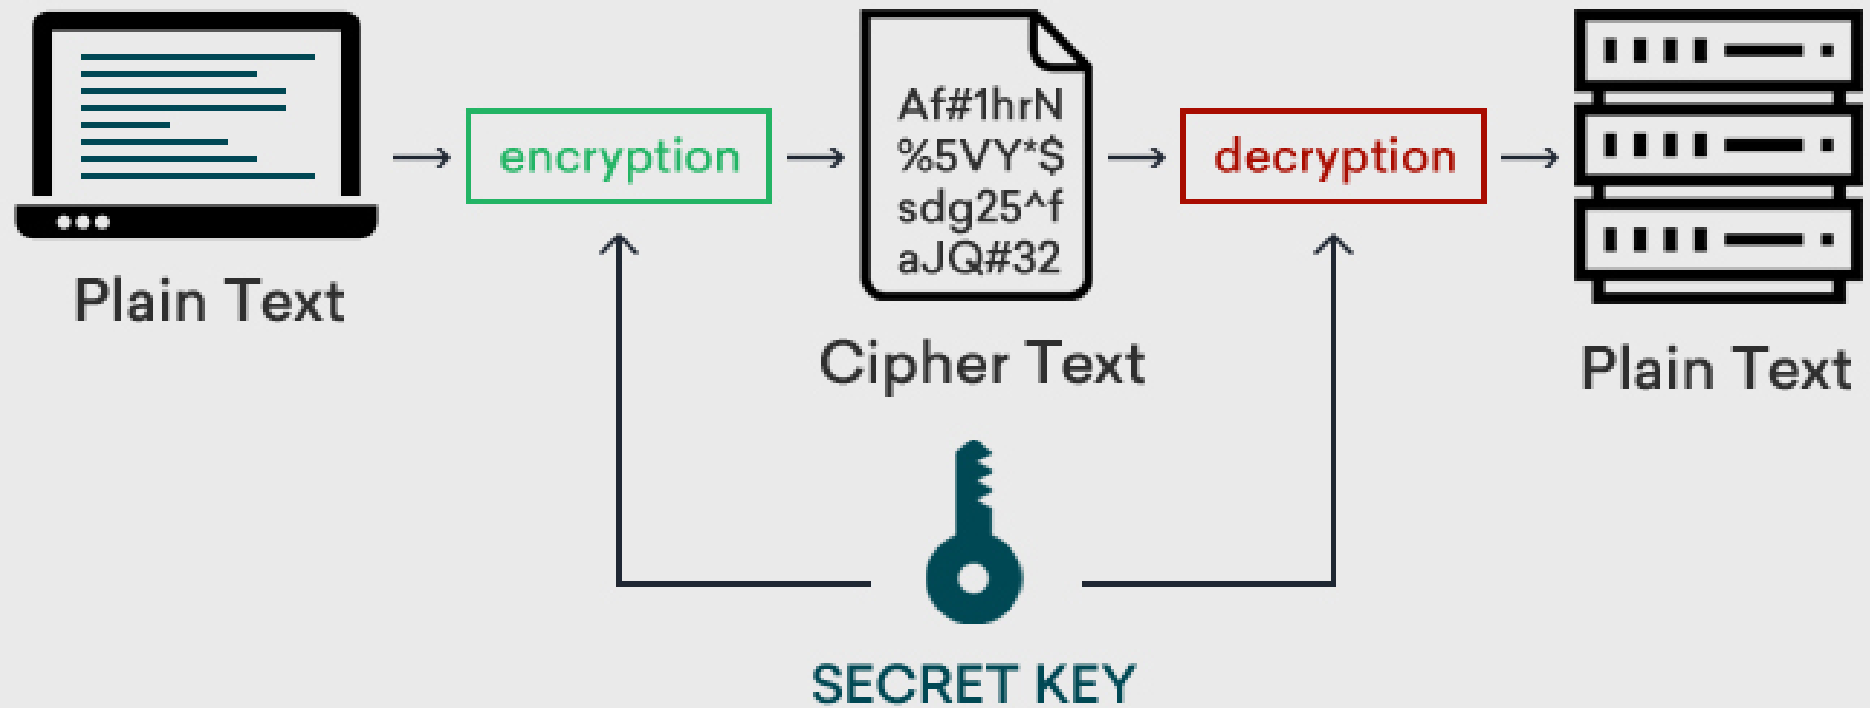 encryption
Af#1hrN
%5VY*$
sdg25^f
aJQ#32
decryption
Plain Text
Cipher Text
Plain Text
SECRET KEY